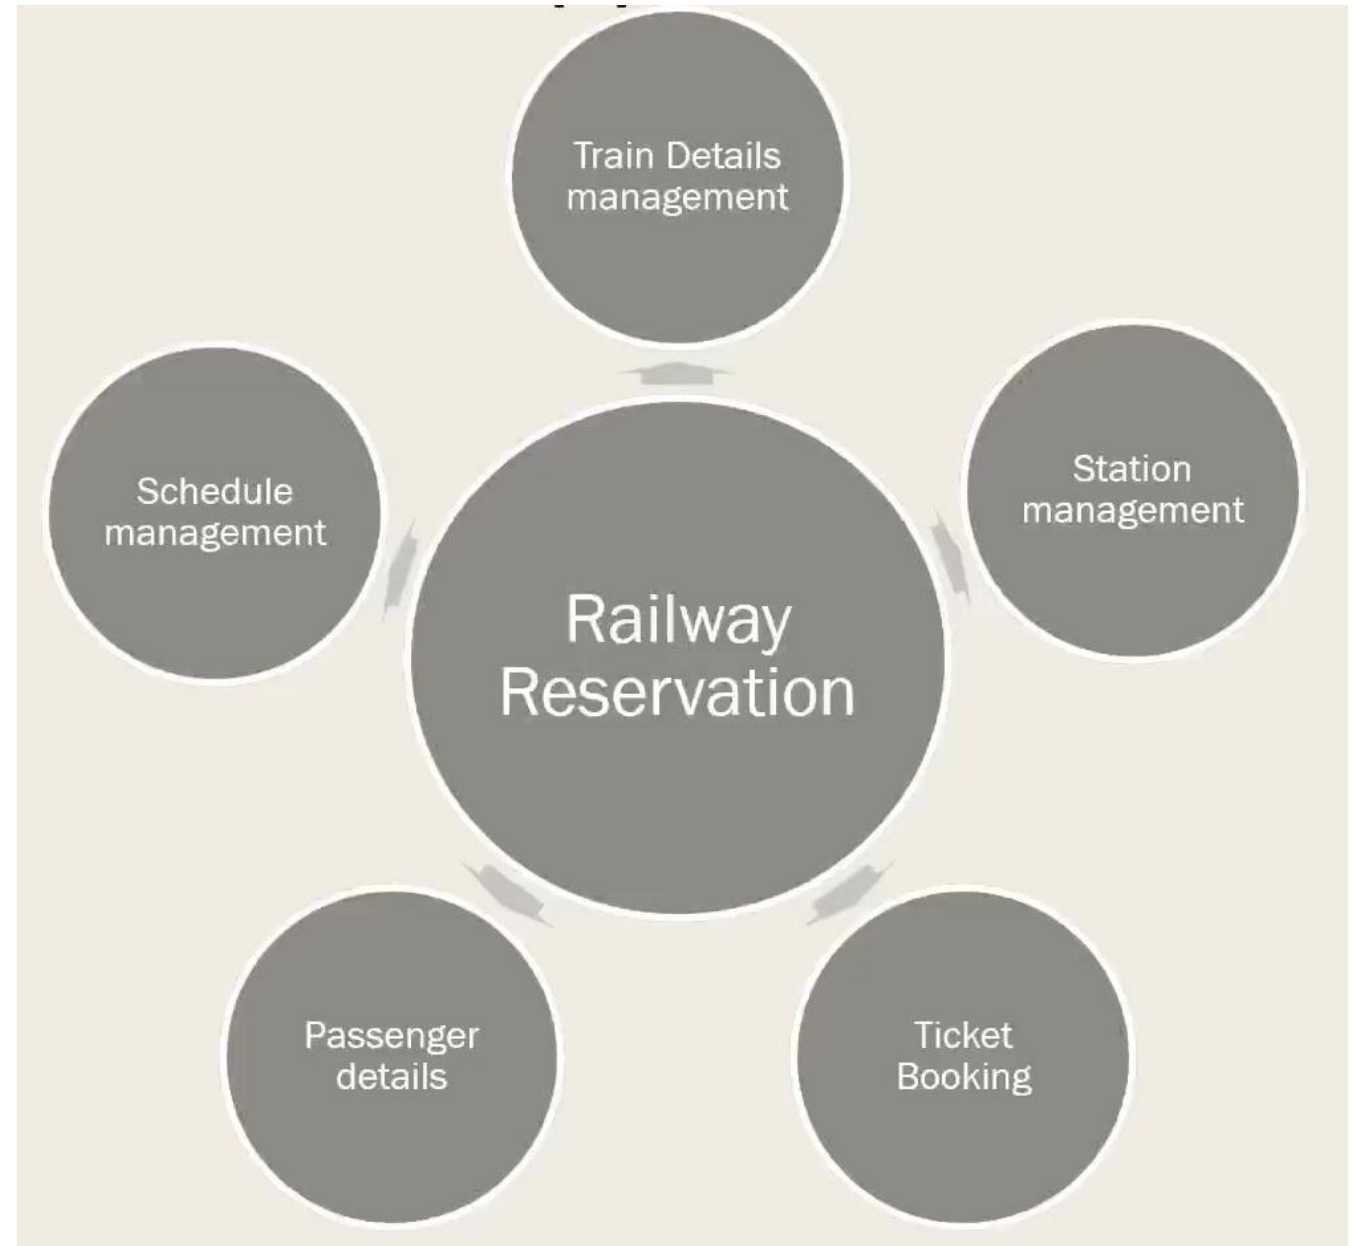 Train Details
management
Station
management
Schedule
management
Railway
Reservation
Passenger
details
Ticket
Booking